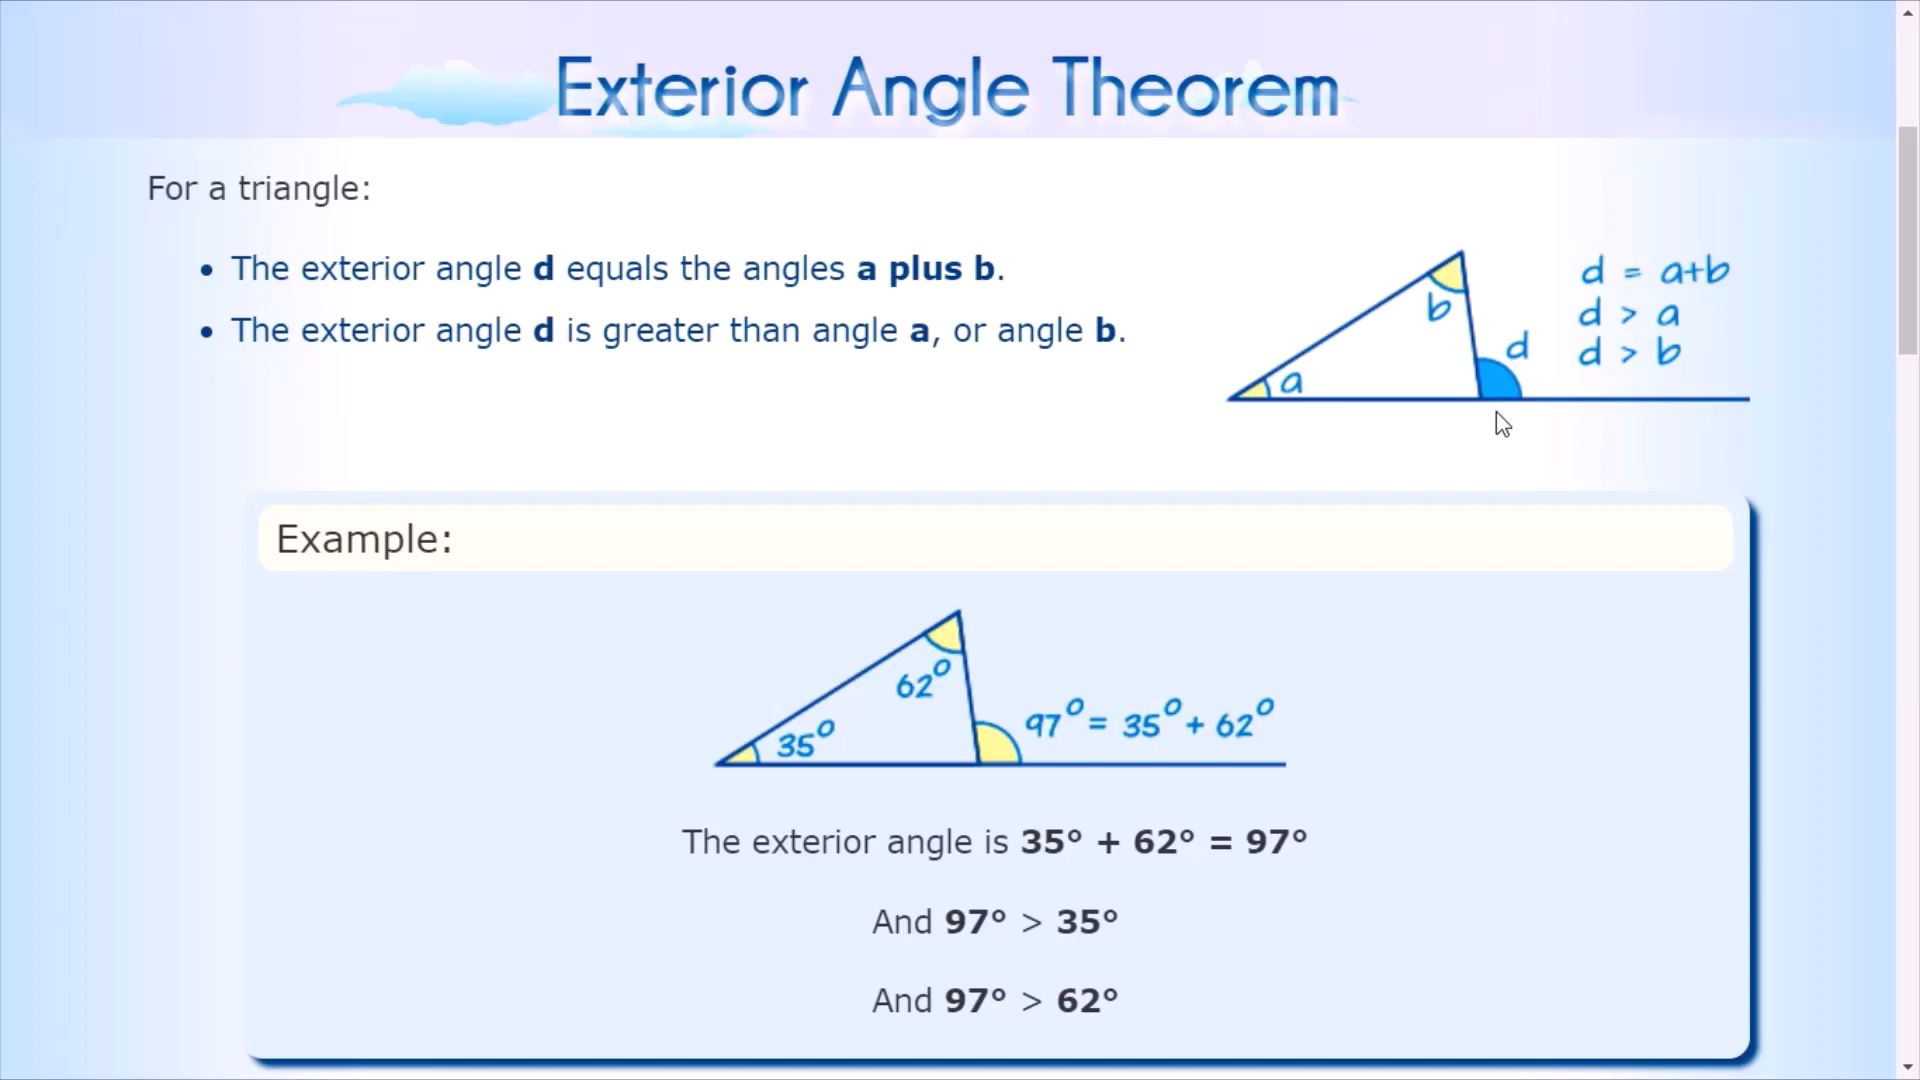 Exterior Angle Theorem
For a triangle:
• The exterior angle d equals the angles a plus b.
• The exterior angle d is greater than angle a, or angle b.
a
b
d
d = a+b
d > a
d > b
Example:
62°
35°
97° = 35° + 62°
The exterior angle is 35° + 62° = 97°
And 97° > 35°
And 97° > 62°